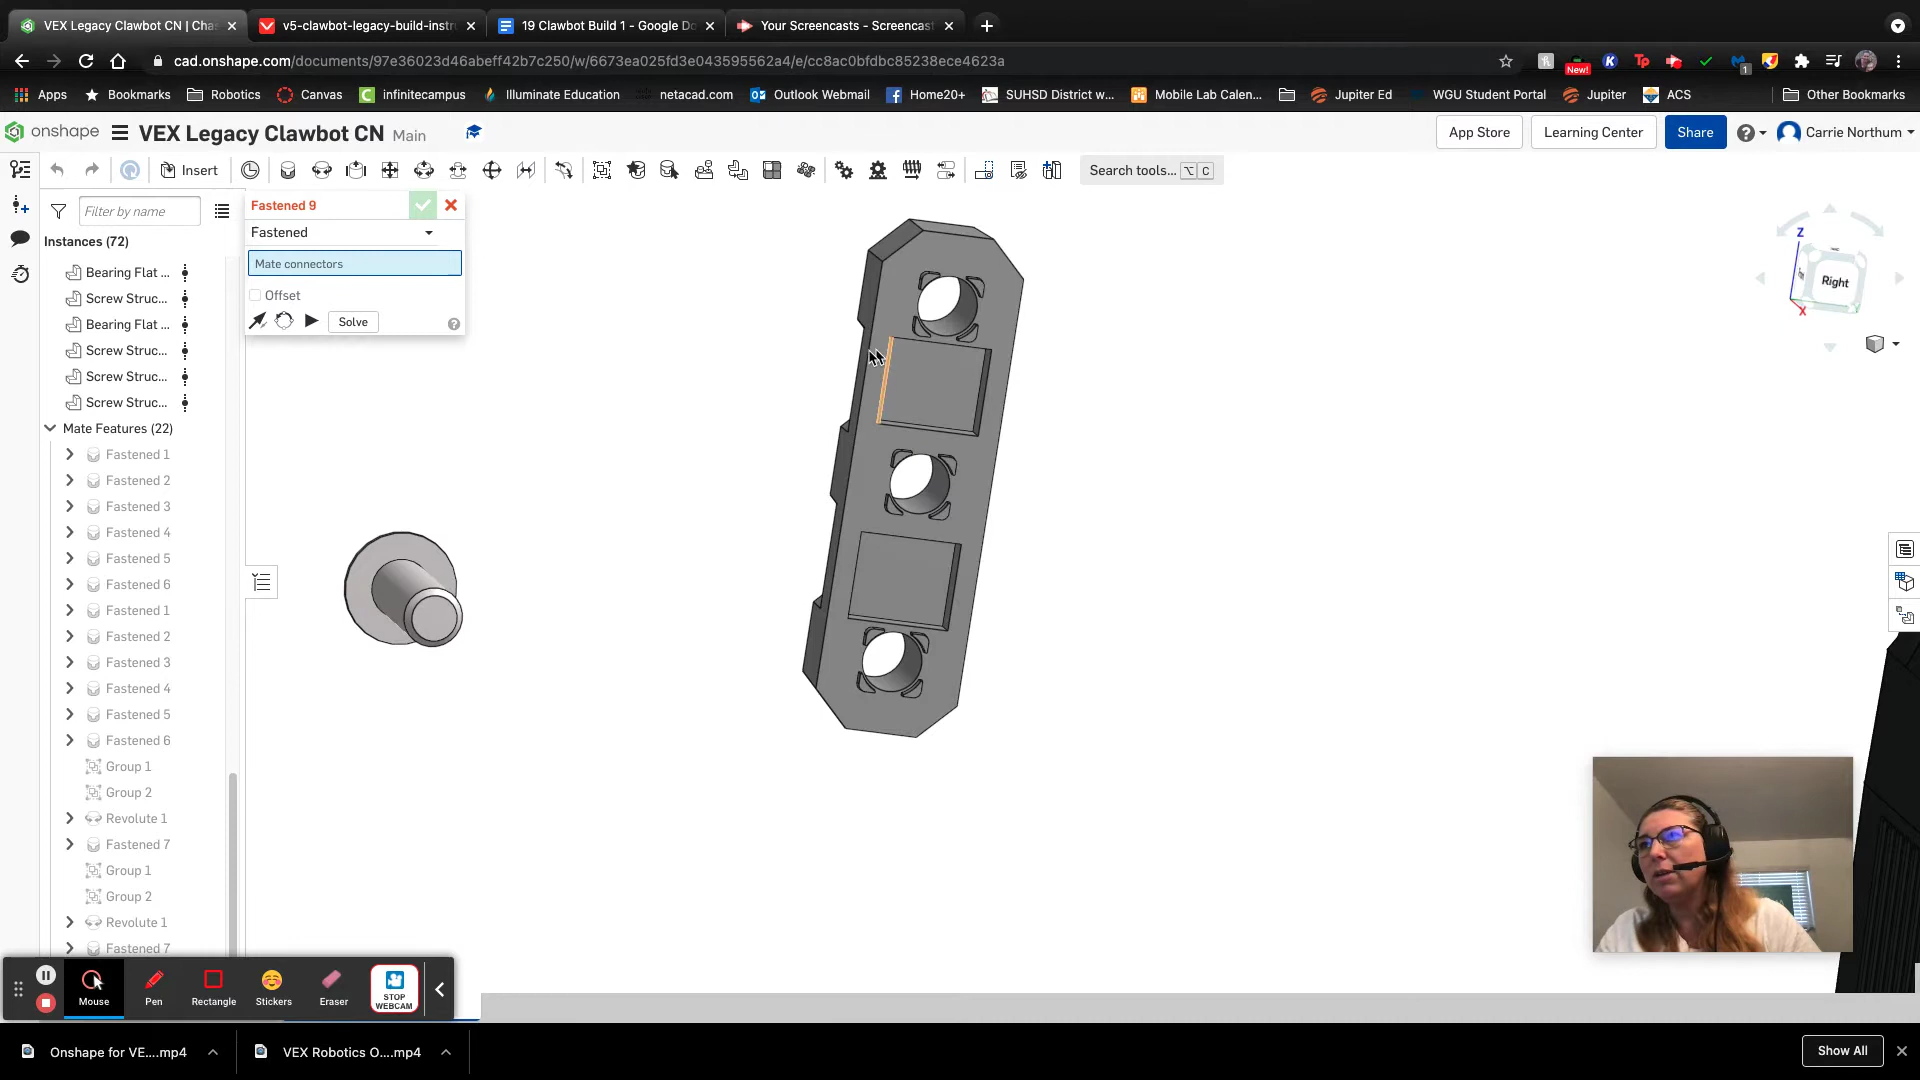 VEX Legacy Clawbot CN | Cha
v5-clawbot-legacy-build-instr
19 Clawbot Build 1 - Google Do
Your Screencasts - Screencast
cad.onshape.com/documents/97e36023d46abeff42b7c250/w/6673ea025fd3e043595562a4/e/cc8ac0bfdbc85238ece4623a
New!
K
Tp
1
Apps
Bookmarks
Robotics
Canvas
infinitecampus
Illuminate Education
netacad.com
Outlook Webmail
Home20+
SUHSD District w...
Mobile Lab Calen...
Jupiter Ed
WGU Student Portal
Jupiter
ACS
Other Bookmarks
onshape
VEX Legacy Clawbot CN
Main
App Store
Learning Center
Share
Carrie Northum
Insert
Search tools...
⌥ C
Filter by name
Instances (72)
Bearing Flat ...
Screw Struc...
Bearing Flat ...
Screw Struc...
Screw Struc...
Screw Struc...
Mate Features (22)
Fastened 1
Fastened 2
Fastened 3
Fastened 4
Fastened 5
Fastened 6
Fastened 1
Fastened 2
Fastened 3
Fastened 4
Fastened 5
Fastened 6
Group 1
Group 2
Revolute 1
Fastened 7
Group 1
Group 2
Revolute 1
Fastened 7
Fastened 9
Fastened
Mate connectors
Offset
Solve
Z
Right
X
Mouse
Pen
Rectangle
Stickers
Eraser
STOP
WEBCAM
Onshape for VE....mp4
VEX Robotics O....mp4
Show All